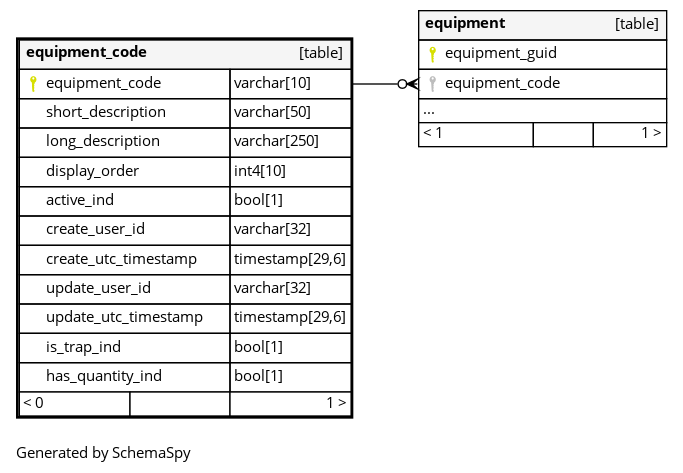 equipment_code [table]
equipment_code varchar[10]
short_description varchar[50]
long_description varchar[250]
display_order int4[10]
active_ind bool[1]
create_user_id varchar[32]
create_utc_timestamp timestamp[29,6]
update_user_id varchar[32]
update_utc_timestamp timestamp[29,6]
is_trap_ind bool[1]
has_quantity_ind bool[1]
< 0 1 >
equipment [table]
equipment_guid
equipment_code
...
< 1 1 >
Generated by SchemaSpy